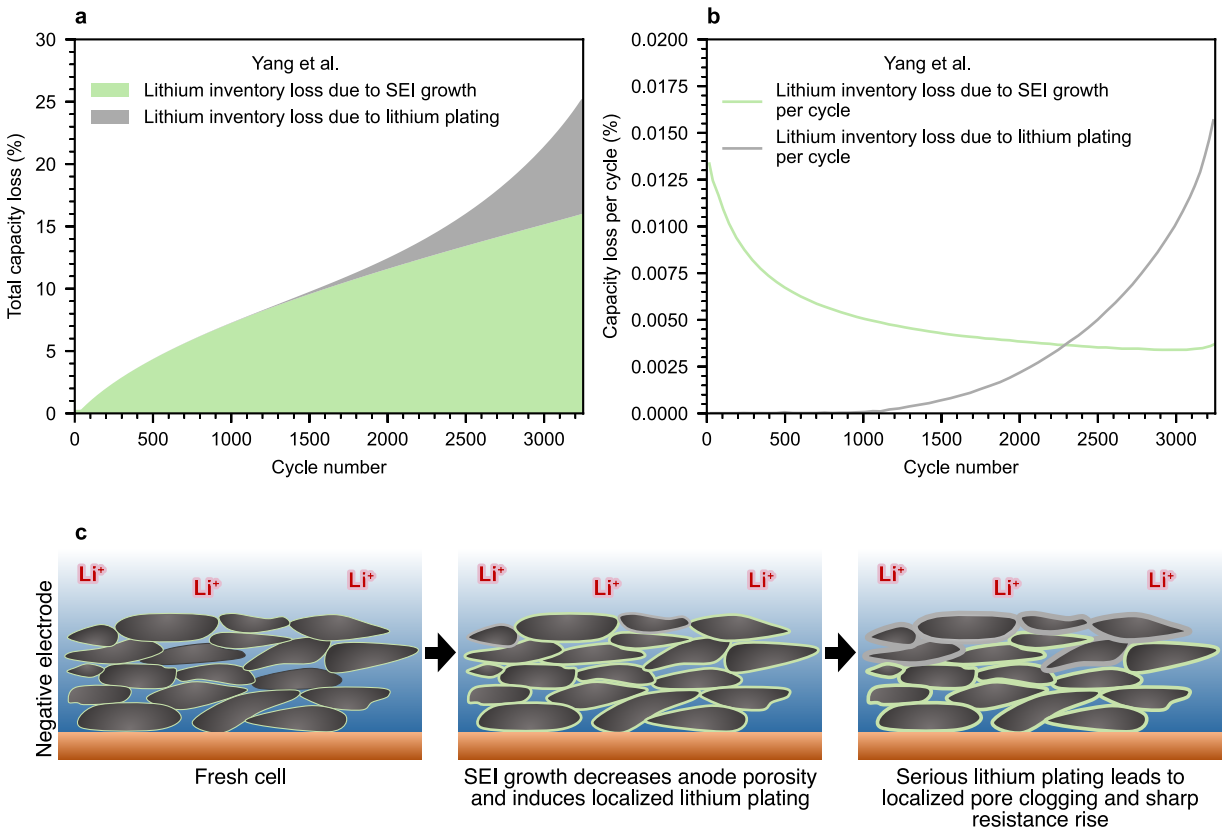 a
30
25
20
15
10
5
0
Total capacity loss (%)
Yang et al.
Lithium inventory loss due to SEI growth
Lithium inventory loss due to lithium plating
0 500 1000 1500 2000 2500 3000
Cycle number
b
0.0200
0.0175
0.0150
0.0125
0.0100
0.0075
0.0050
0.0025
0.0000
Capacity loss per cycle (%)
Yang et al.
Lithium inventory loss due to SEI growth
per cycle
Lithium inventory loss due to lithium plating
per cycle
0 500 1000 1500 2000 2500 3000
Cycle number
c
Negative electrode
Li+ Li+ Li+
Fresh cell
Li+ Li+ Li+
SEI growth decreases anode porosity
and induces localized lithium plating
Li+ Li+ Li+
Serious lithium plating leads to
localized pore clogging and sharp
resistance rise